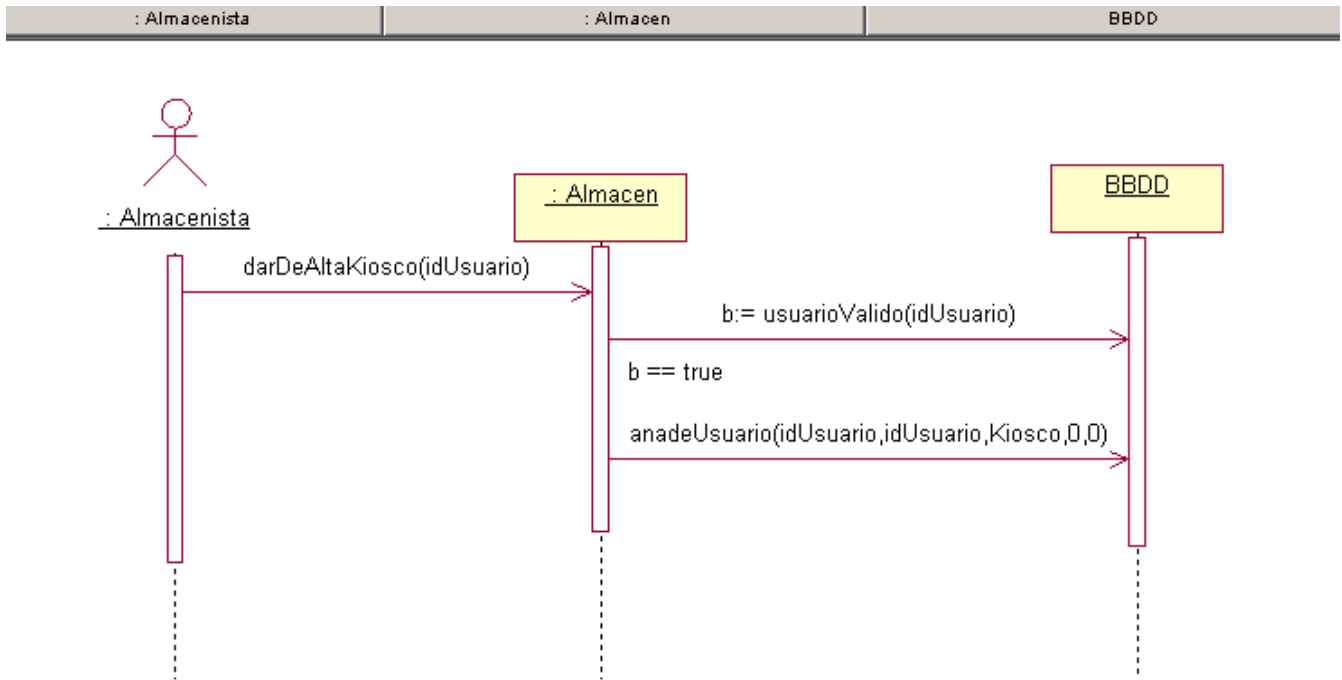 : Almacenista
: Almacen
BBDD
: Almacen
BBDD
: Almacenista
darDeAltaKiosco(idUsuario)
b:= usuarioValido(idUsuario)
b == true
anadeUsuario(idUsuario,idUsuario,Kiosco,0,0)